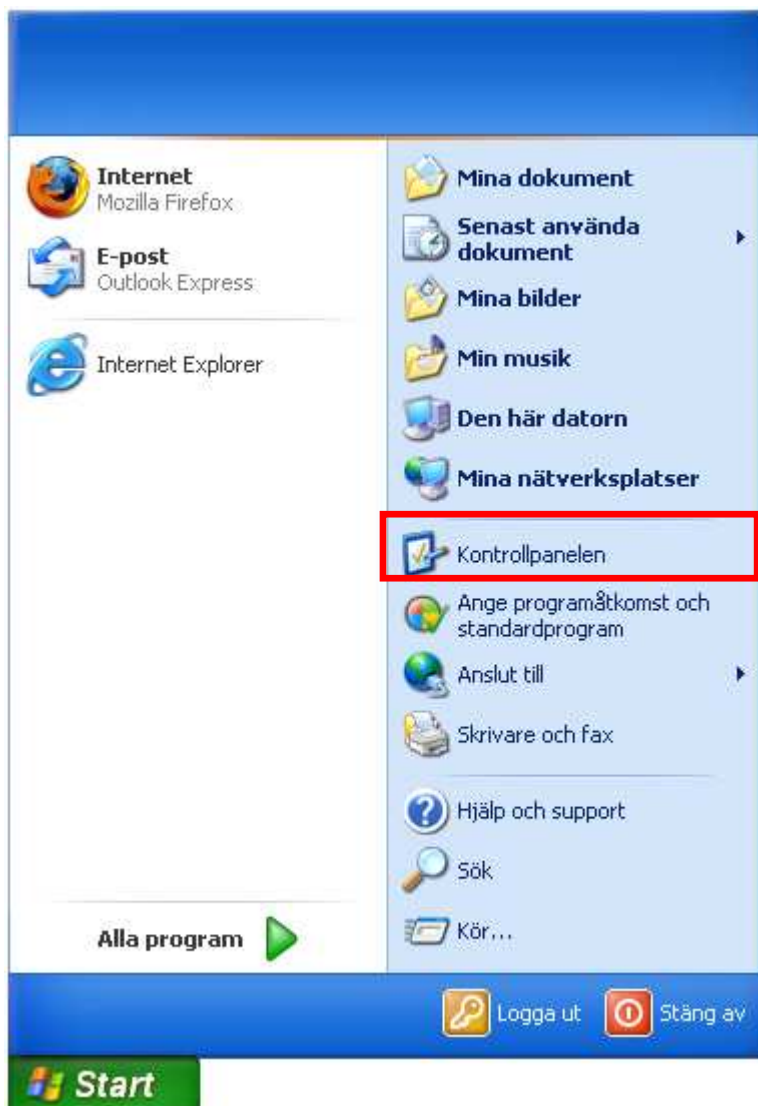 Internet
Mozilla Firefox
E-post
Outlook Express
Internet Explorer
Alla program
Mina dokument
Senast använda
dokument
Mina bilder
Min musik
Den här datorn
Mina nätverksplatser
Kontrollpanelen
Ange programåtkomst och
standardprogram
Anslut till
Skrivare och fax
Hjälp och support
Sök
Kör...
Logga ut
Stäng av
Start